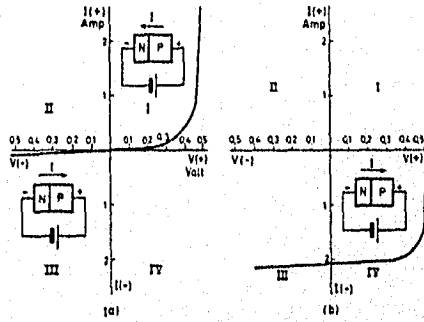 I(+)
Amp
2
I
- N P +
II
I
1
0,5 0,4 0,3 0,2 0,1
0,1 0,2 0,3 0,4 0,5
V(-)
V(+)
Volt
I
- N P +
1
2
III
IV
I(-)
(a)
I(+)
Amp
2
II
I
1
0,5 0,4 0,3 0,2 0,1
0,1 0,2 0,3 0,4 0,5
V(-)
V(+)
I
- N P +
1
2
III
IV
I(-)
(b)